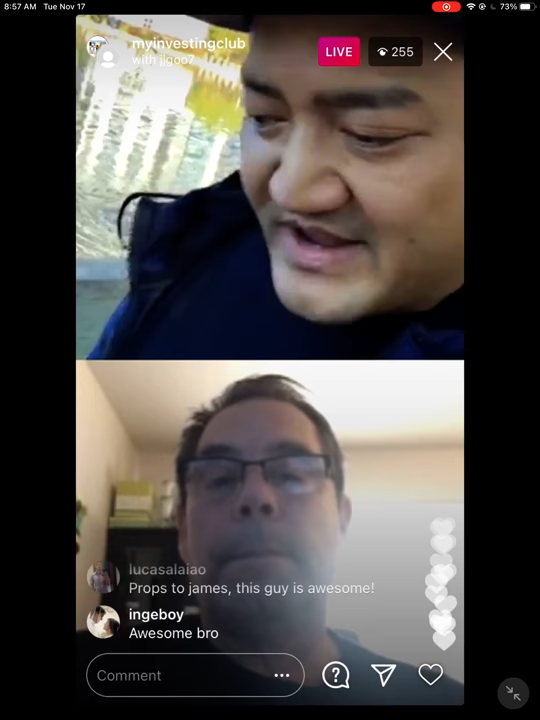 8:57 AM Tue Nov 17
73%
myinvestingclub
LIVE
255
with jjgoo7
lucasalaiao
Props to james, this guy is awesome!
ingeboy
Awesome bro
Comment